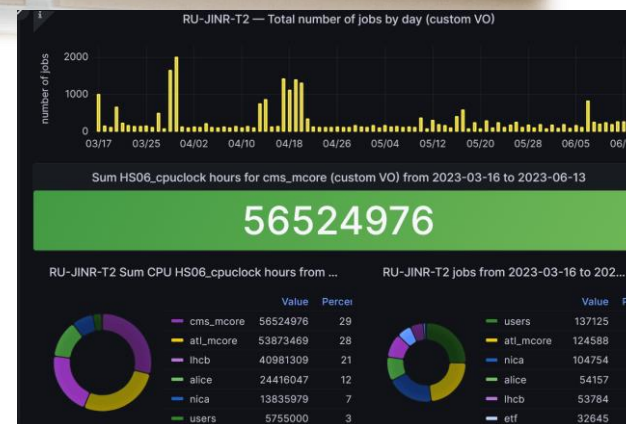 RU-JINR-T2 — Total number of jobs by day (custom VO)
number of jobs
2000
1000
0
03/17 03/25 04/02 04/10 04/18 04/26 05/04 05/12 05/20 05/28 06/05 06/
Sum HS06_cpuclock hours for cms_mcore (custom VO) from 2023-03-16 to 2023-06-13
56524976
RU-JINR-T2 Sum CPU HS06_cpuclock hours from ...
Value Percei
cms_mcore 56524976 29
atl_mcore 53873469 28
lhcb 40981309 21
alice 24416047 12
nica 13835979 7
users 5755000 3
RU-JINR-T2 jobs from 2023-03-16 to 202...
Value
users 137125
atl_mcore 124588
nica 104754
alice 54157
lhcb 53784
etf 32645